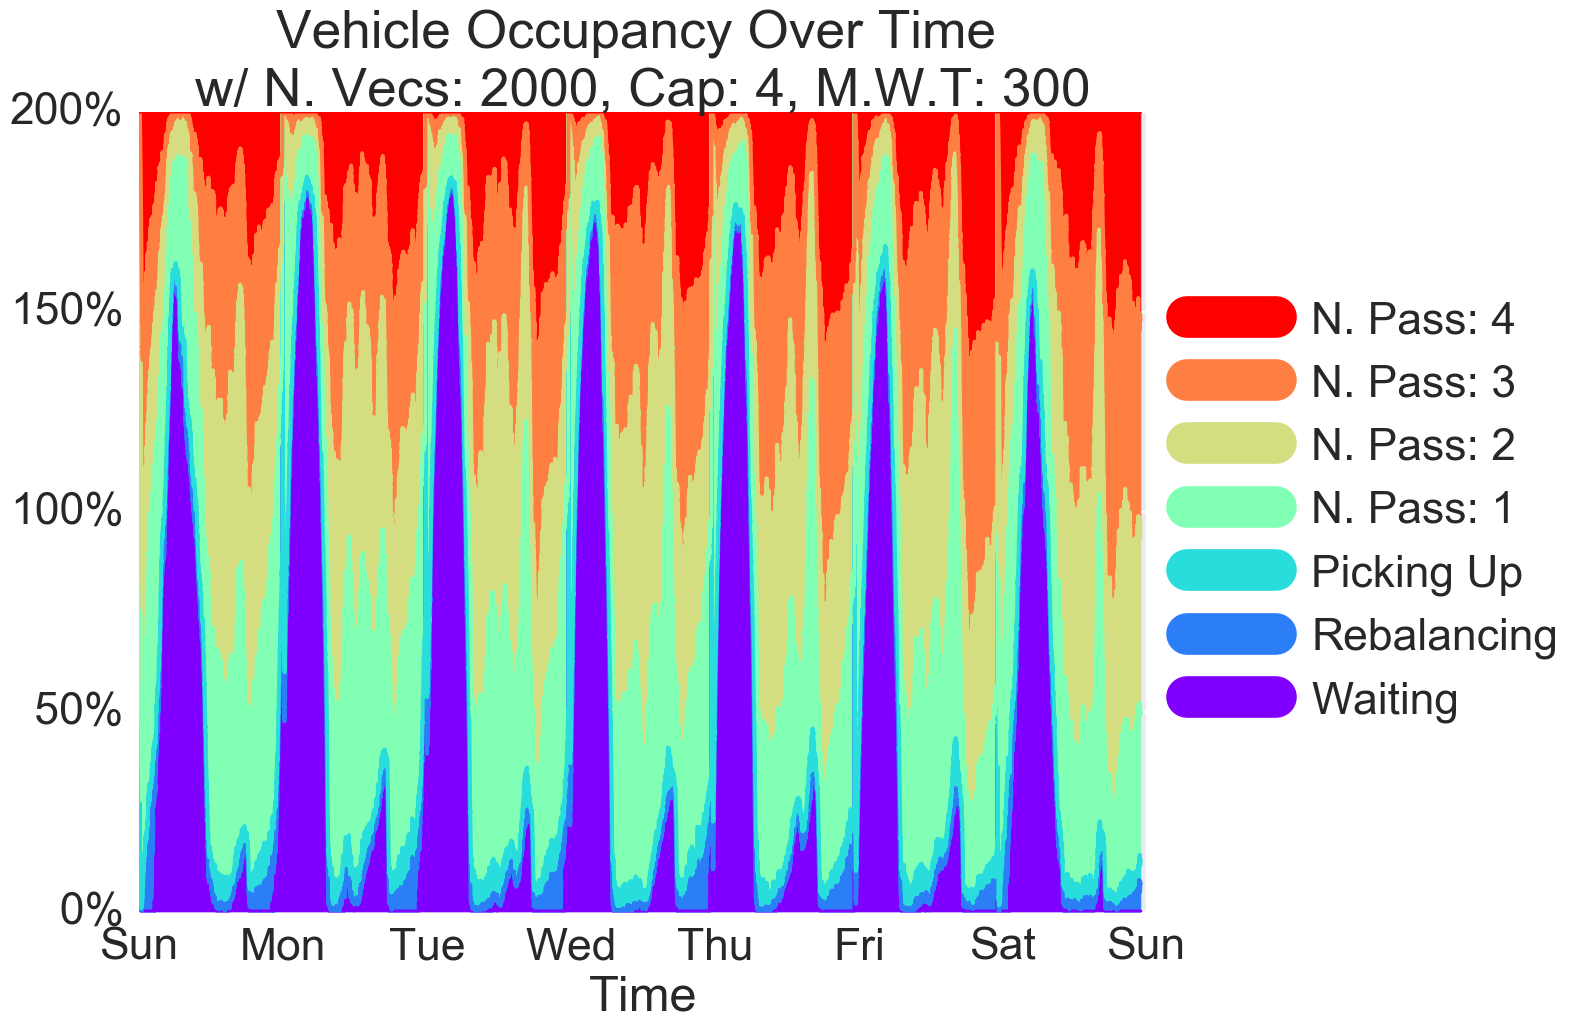 Vehicle Occupancy Over Time
w/ N. Vecs: 2000, Cap: 4, M.W.T: 300
200%
150%
100%
50%
0%
Sun Mon Tue Wed Thu Fri Sat Sun
Time
N. Pass: 4
N. Pass: 3
N. Pass: 2
N. Pass: 1
Picking Up
Rebalancing
Waiting